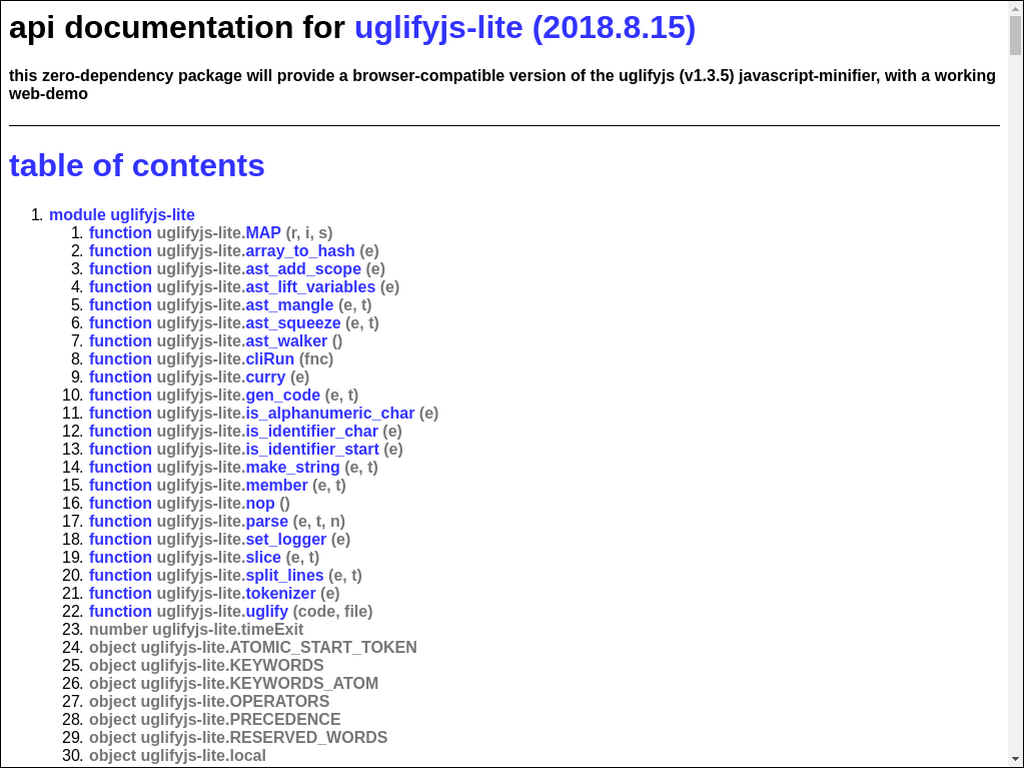 api documentation for uglifyjs-lite (2018.8.15)
this zero-dependency package will provide a browser-compatible version of the uglifyjs (v1.3.5) javascript-minifier, with a working
web-demo
table of contents
1. module uglifyjs-lite
1. function uglifyjs-lite.MAP (r, i, s)
2. function uglifyjs-lite.array_to_hash (e)
3. function uglifyjs-lite.ast_add_scope (e)
4. function uglifyjs-lite.ast_lift_variables (e)
5. function uglifyjs-lite.ast_mangle (e, t)
6. function uglifyjs-lite.ast_squeeze (e, t)
7. function uglifyjs-lite.ast_walker ()
8. function uglifyjs-lite.cliRun (fnc)
9. function uglifyjs-lite.curry (e)
10. function uglifyjs-lite.gen_code (e, t)
11. function uglifyjs-lite.is_alphanumeric_char (e)
12. function uglifyjs-lite.is_identifier_char (e)
13. function uglifyjs-lite.is_identifier_start (e)
14. function uglifyjs-lite.make_string (e, t)
15. function uglifyjs-lite.member (e, t)
16. function uglifyjs-lite.nop ()
17. function uglifyjs-lite.parse (e, t, n)
18. function uglifyjs-lite.set_logger (e)
19. function uglifyjs-lite.slice (e, t)
20. function uglifyjs-lite.split_lines (e, t)
21. function uglifyjs-lite.tokenizer (e)
22. function uglifyjs-lite.uglify (code, file)
23. number uglifyjs-lite.timeExit
24. object uglifyjs-lite.ATOMIC_START_TOKEN
25. object uglifyjs-lite.KEYWORDS
26. object uglifyjs-lite.KEYWORDS_ATOM
27. object uglifyjs-lite.OPERATORS
28. object uglifyjs-lite.PRECEDENCE
29. object uglifyjs-lite.RESERVED_WORDS
30. object uglifyjs-lite.local